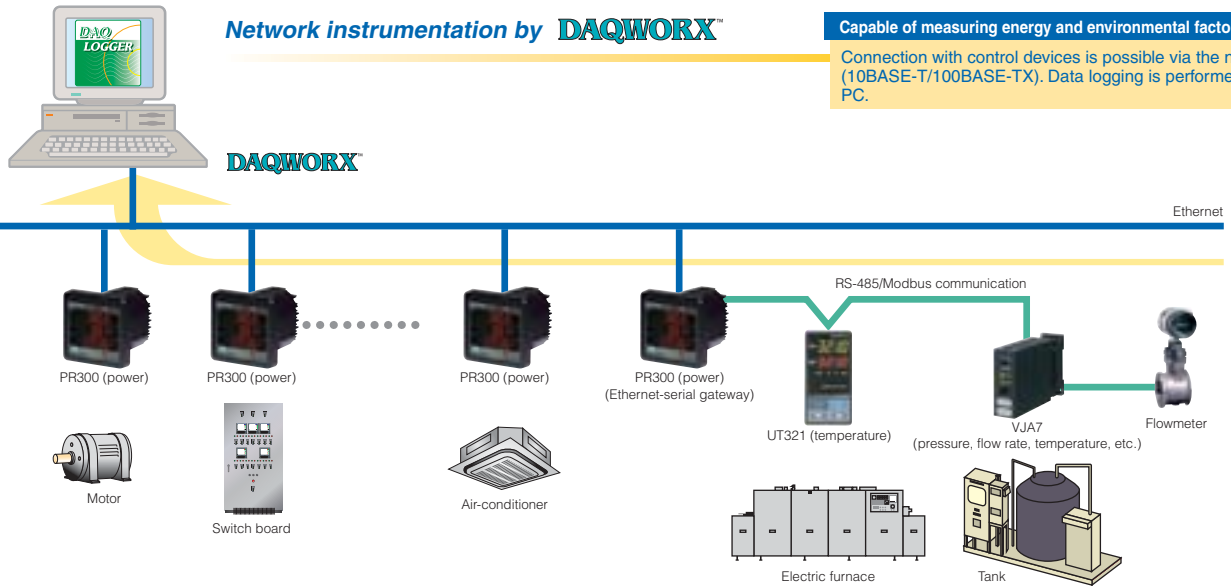 DAQ
LOGGER
Network instrumentation by DAQWORX™
Capable of measuring energy and environmental facto
Connection with control devices is possible via the n
(10BASE-T/100BASE-TX). Data logging is performe
PC.
DAQWORX™
Ethernet
RS-485/Modbus communication
PR300 (power)
PR300 (power)
PR300 (power)
PR300 (power)
(Ethernet-serial gateway)
UT321 (temperature)
VJA7
(pressure, flow rate, temperature, etc.)
Flowmeter
Motor
Switch board
Air-conditioner
Electric furnace
Tank